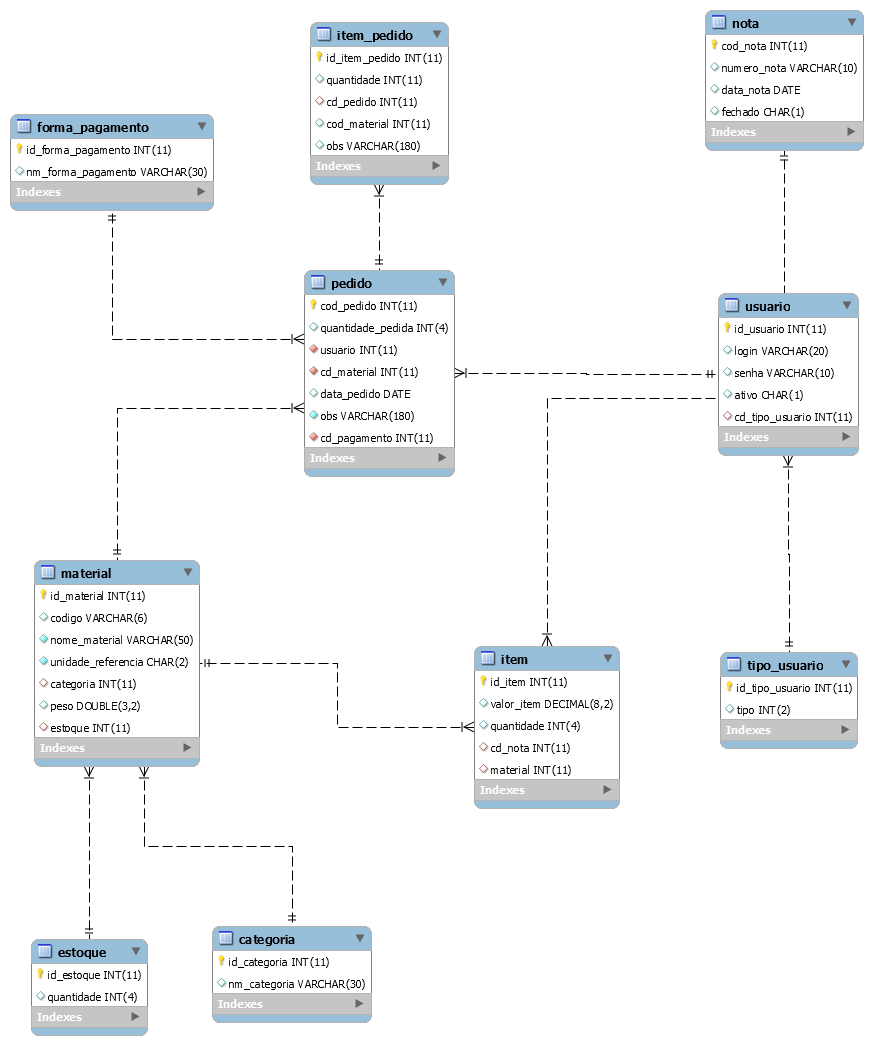 item_pedido
id_item_pedido INT(11)
quantidade INT(11)
cd_pedido INT(11)
cod_material INT(11)
obs VARCHAR(180)
Indexes
nota
cod_nota INT(11)
numero_nota VARCHAR(10)
data_nota DATE
fechado CHAR(1)
Indexes
forma_pagamento
id_forma_pagamento INT(11)
nm_forma_pagamento VARCHAR(30)
Indexes
pedido
cod_pedido INT(11)
quantidade_pedida INT(4)
usuario INT(11)
cd_material INT(11)
data_pedido DATE
obs VARCHAR(180)
cd_pagamento INT(11)
Indexes
usuario
id_usuario INT(11)
login VARCHAR(20)
senha VARCHAR(10)
ativo CHAR(1)
cd_tipo_usuario INT(11)
Indexes
material
id_material INT(11)
codigo VARCHAR(6)
nome_material VARCHAR(50)
unidade_referencia CHAR(2)
categoria INT(11)
peso DOUBLE(3,2)
estoque INT(11)
Indexes
item
id_item INT(11)
valor_item DECIMAL(8,2)
quantidade INT(4)
cd_nota INT(11)
material INT(11)
Indexes
tipo_usuario
id_tipo_usuario INT(11)
tipo INT(2)
Indexes
estoque
id_estoque INT(11)
quantidade INT(4)
Indexes
categoria
id_categoria INT(11)
nm_categoria VARCHAR(30)
Indexes